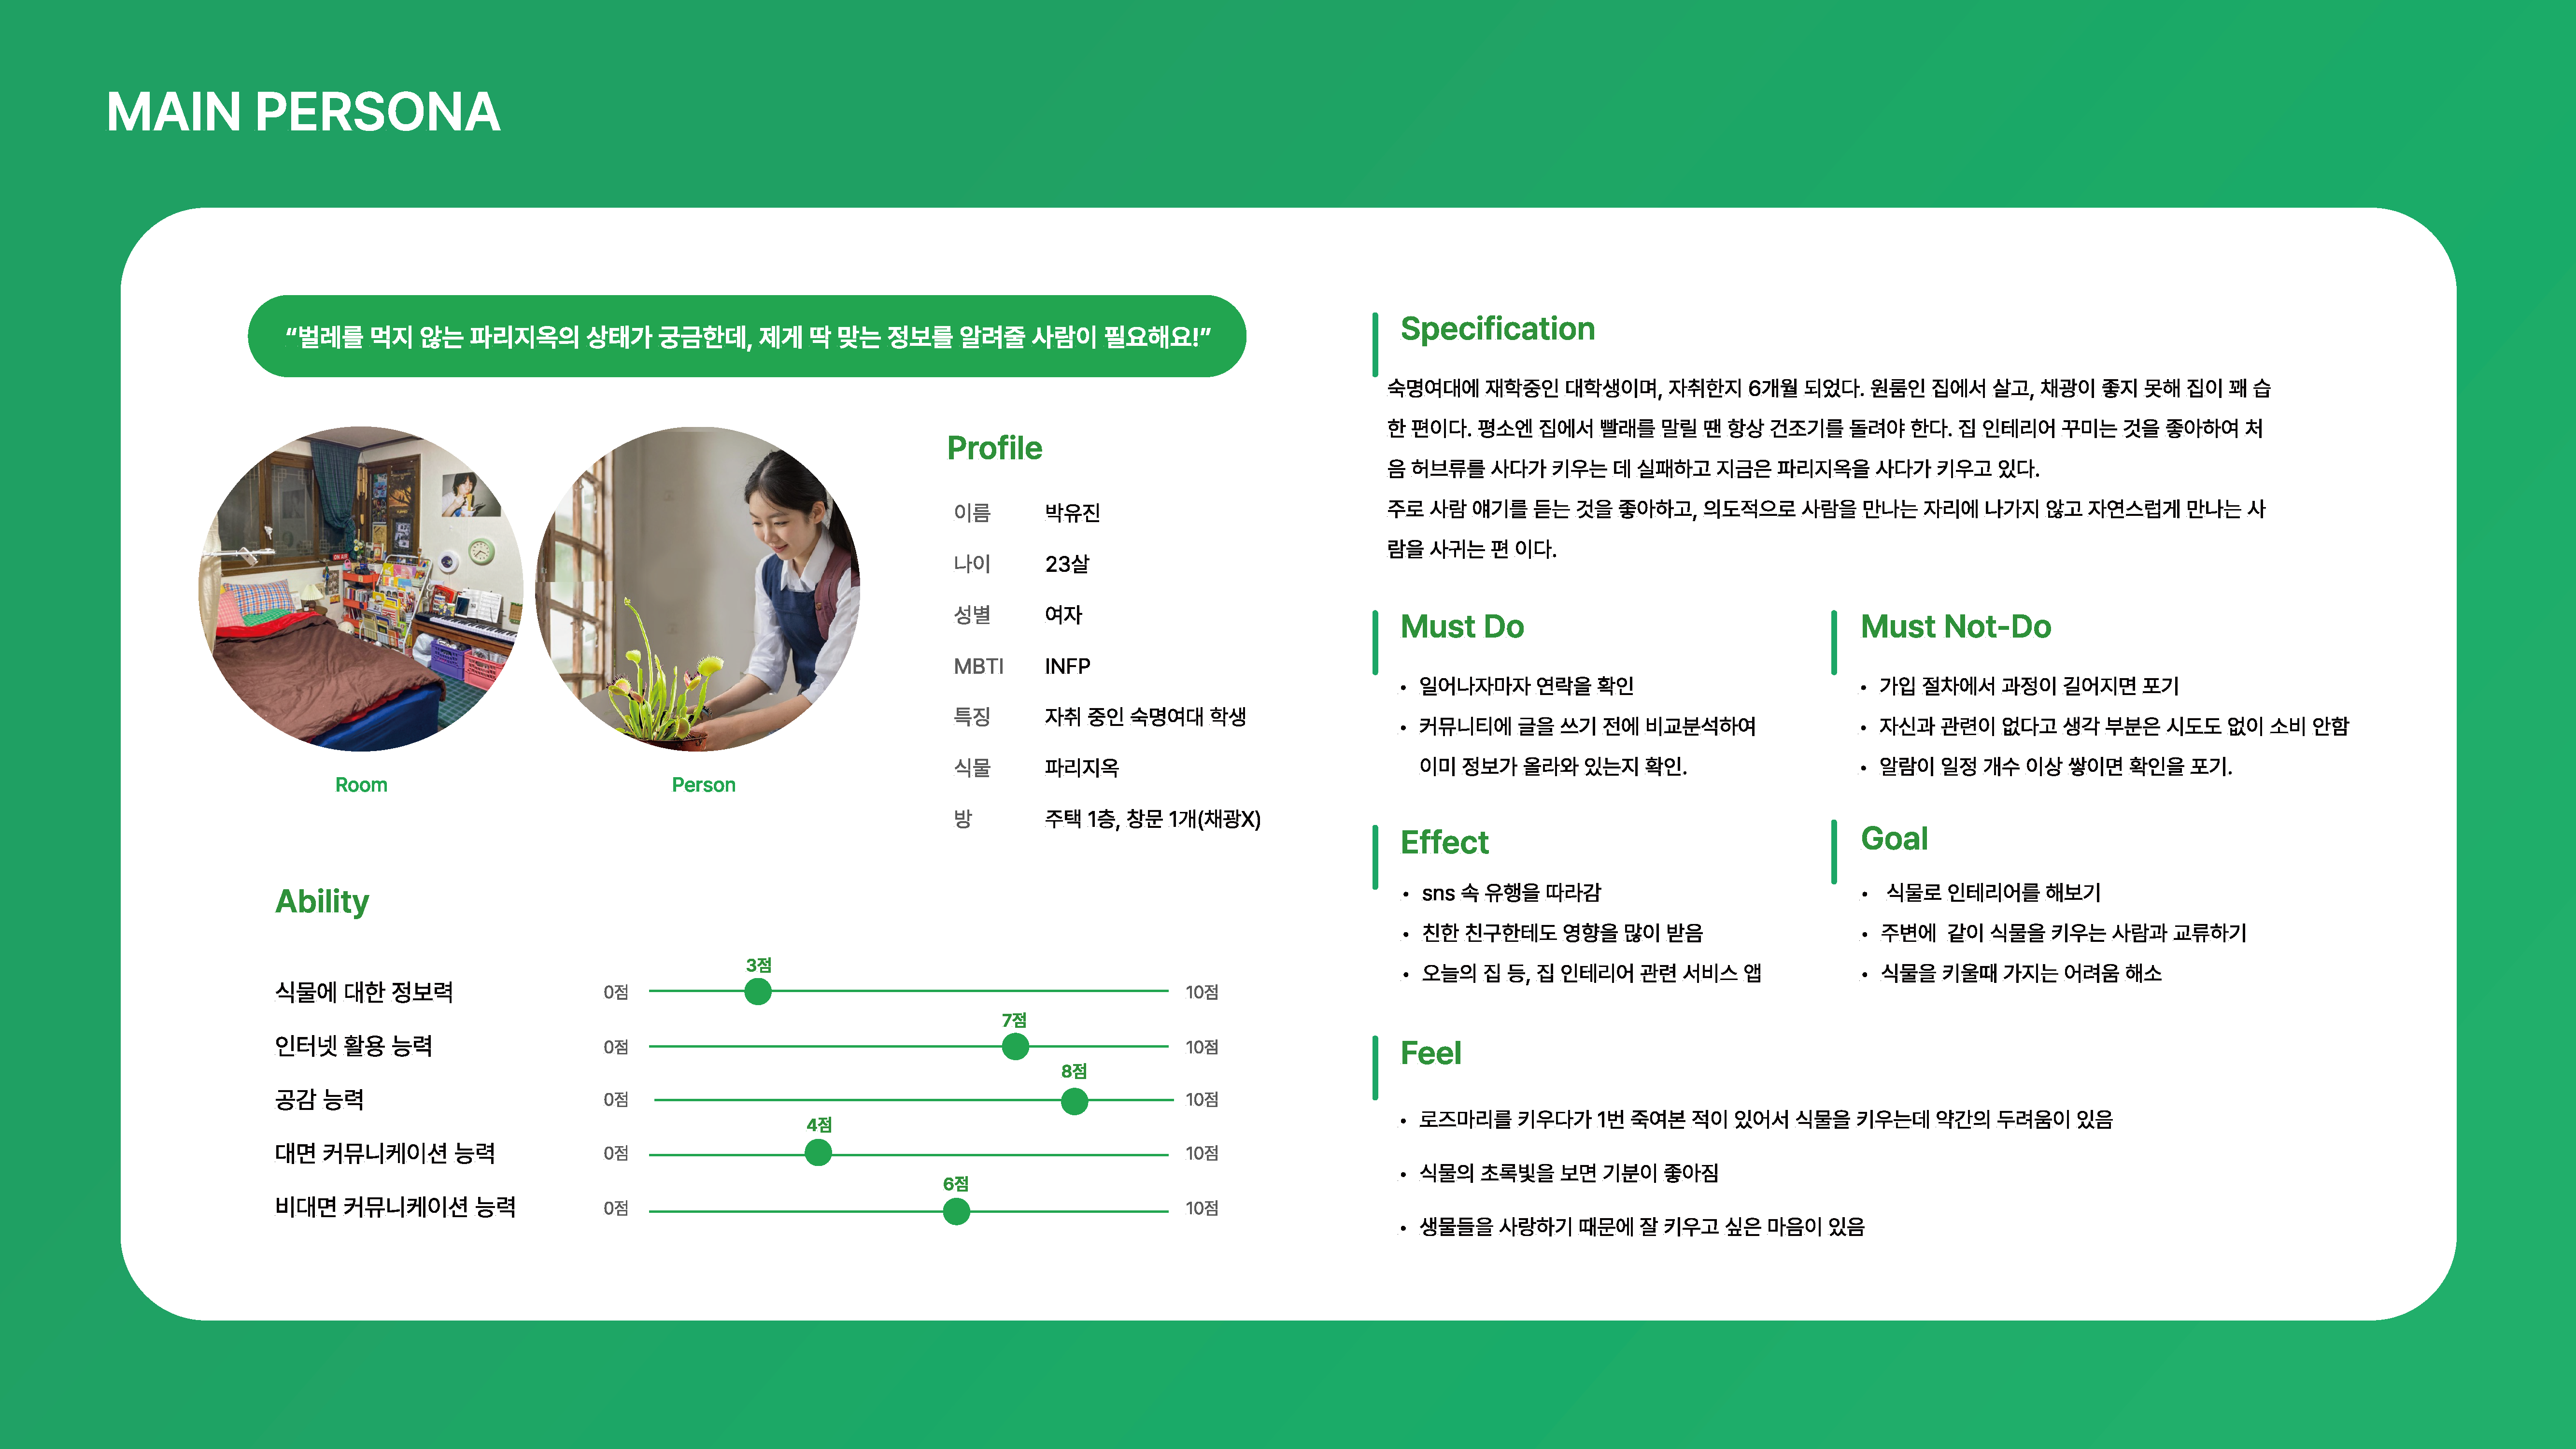 MAIN PERSONA
“벌레를 먹지 않는 파리지옥의 상태가 궁금한데, 제게 딱 맞는 정보를 알려줄 사람이 필요해요!”
ON AIR
Room
Person
Profile
이름 박유진
나이 23살
성별 여자
MBTI INFP
특징 자취 중인 숙명여대 학생
식물 파리지옥
방 주택 1층, 창문 1개(채광X)
Ability
식물에 대한 정보력 0점 3점 10점
인터넷 활용 능력 0점 7점 10점
공감 능력 0점 8점 10점
대면 커뮤니케이션 능력 0점 4점 10점
비대면 커뮤니케이션 능력 0점 6점 10점
Specification
숙명여대에 재학중인 대학생이며, 자취한지 6개월 되었다. 원룸인 집에서 살고, 채광이 좋지 못해 집이 꽤 습
한 편이다. 평소엔 집에서 빨래를 말릴 땐 항상 건조기를 돌려야 한다. 집 인테리어 꾸미는 것을 좋아하여 처
음 허브류를 사다가 키우는 데 실패하고 지금은 파리지옥을 사다가 키우고 있다.
주로 사람 얘기를 듣는 것을 좋아하고, 의도적으로 사람을 만나는 자리에 나가지 않고 자연스럽게 만나는 사
람을 사귀는 편 이다.
Must Do
• 일어나자마자 연락을 확인
• 커뮤니티에 글을 쓰기 전에 비교분석하여
이미 정보가 올라와 있는지 확인.
Must Not-Do
• 가입 절차에서 과정이 길어지면 포기
• 자신과 관련이 없다고 생각 부분은 시도도 없이 소비 안함
• 알람이 일정 개수 이상 쌓이면 확인을 포기.
Effect
• sns 속 유행을 따라감
• 친한 친구한테도 영향을 많이 받음
• 오늘의 집 등, 집 인테리어 관련 서비스 앱
Goal
• 식물로 인테리어를 해보기
• 주변에 같이 식물을 키우는 사람과 교류하기
• 식물을 키울때 가지는 어려움 해소
Feel
• 로즈마리를 키우다가 1번 죽여본 적이 있어서 식물을 키우는데 약간의 두려움이 있음
• 식물의 초록빛을 보면 기분이 좋아짐
• 생물들을 사랑하기 때문에 잘 키우고 싶은 마음이 있음